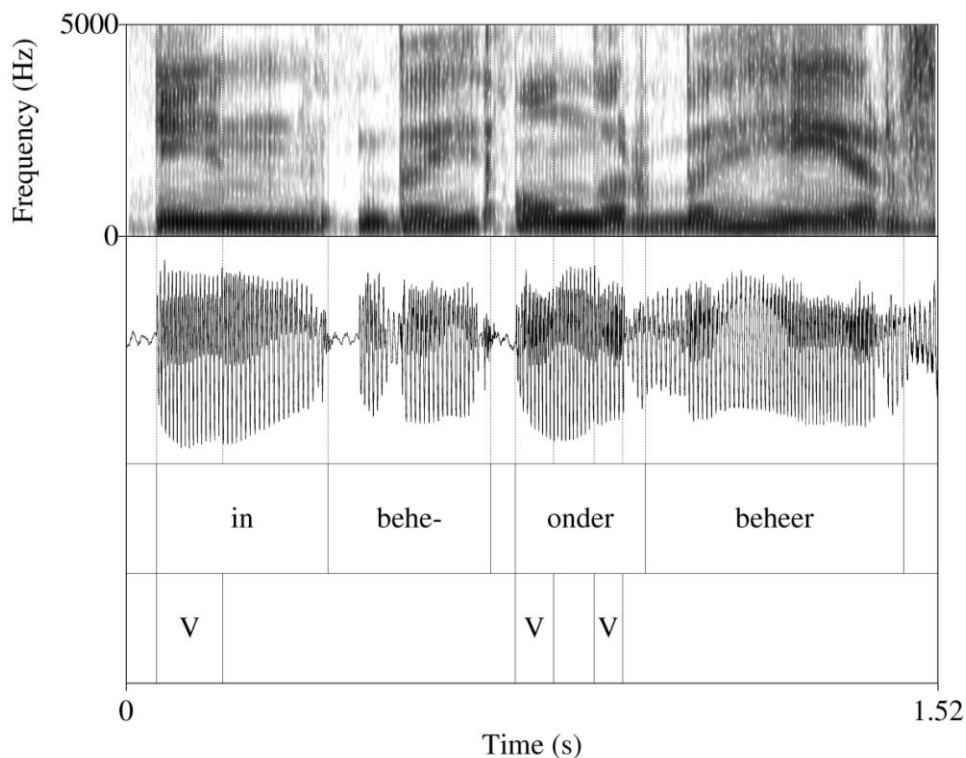 5000
Frequency (Hz)
0
in behe- onder beheer
V V V
0 1.52
Time (s)